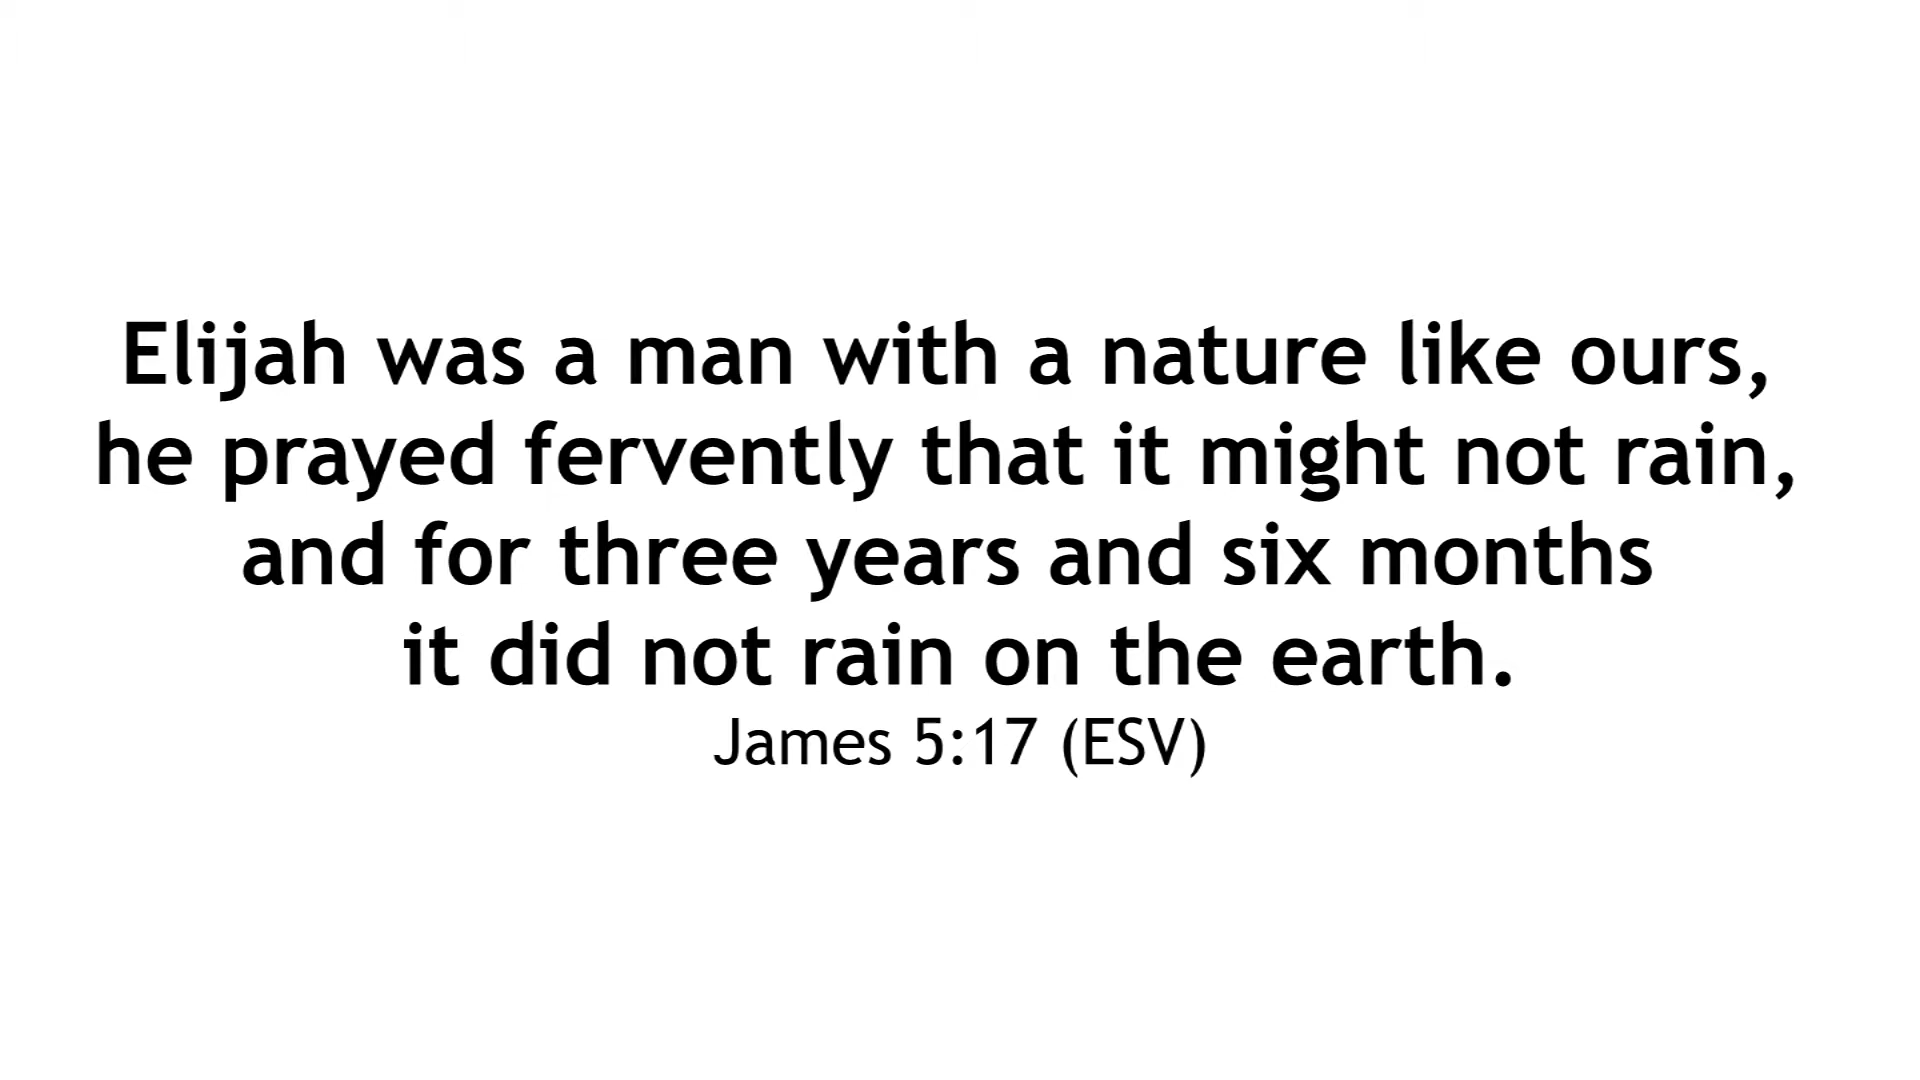 Elijah was a man with a nature like ours,
he prayed fervently that it might not rain,
and for three years and six months
it did not rain on the earth.
James 5:17 (ESV)